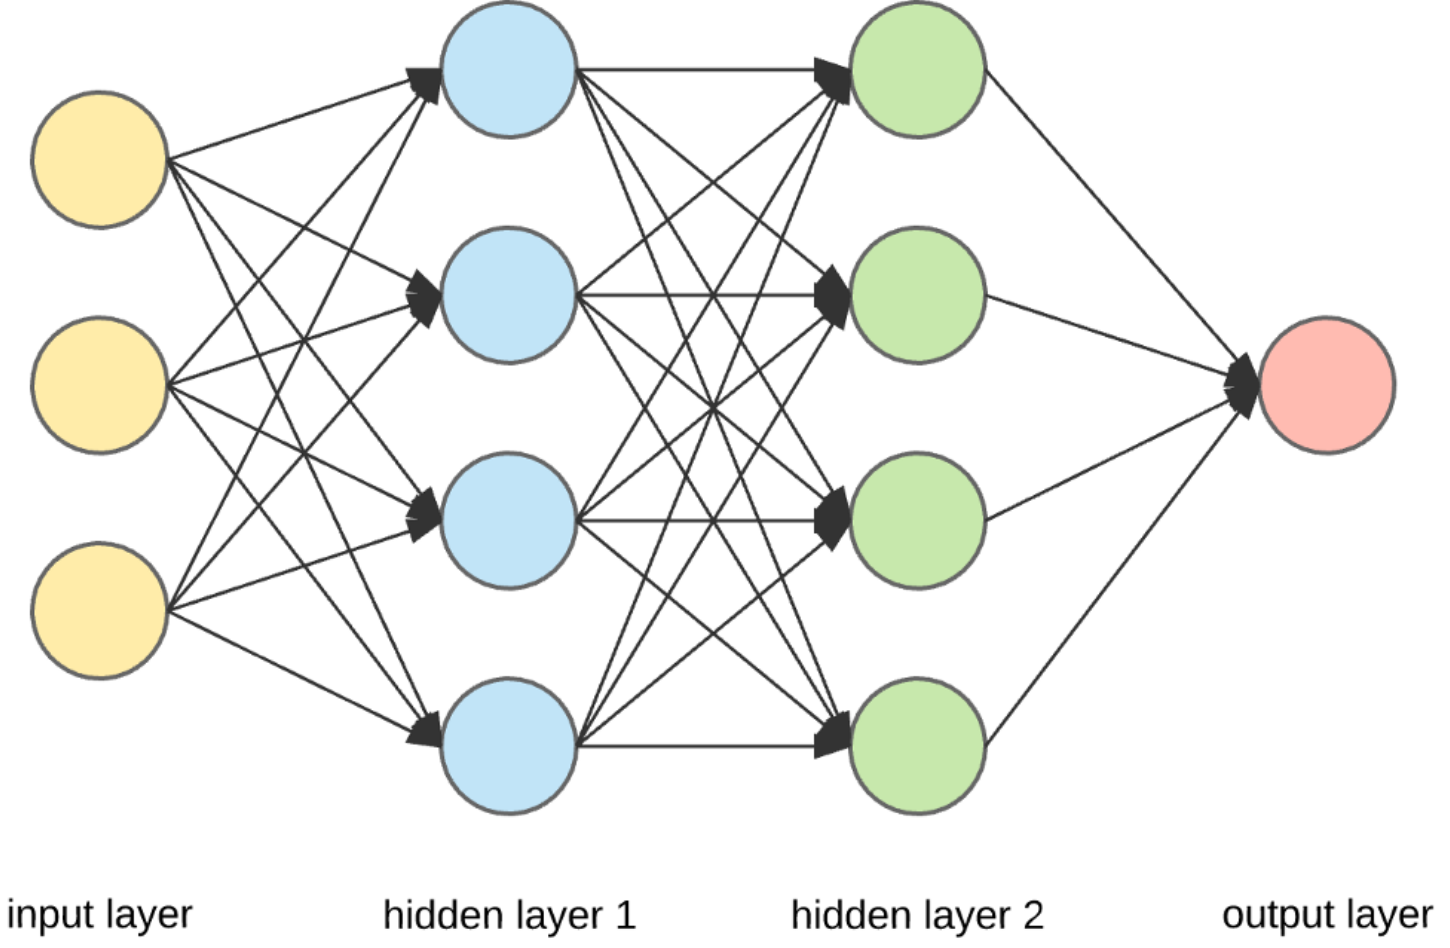 input layer
hidden layer 1
hidden layer 2
output layer